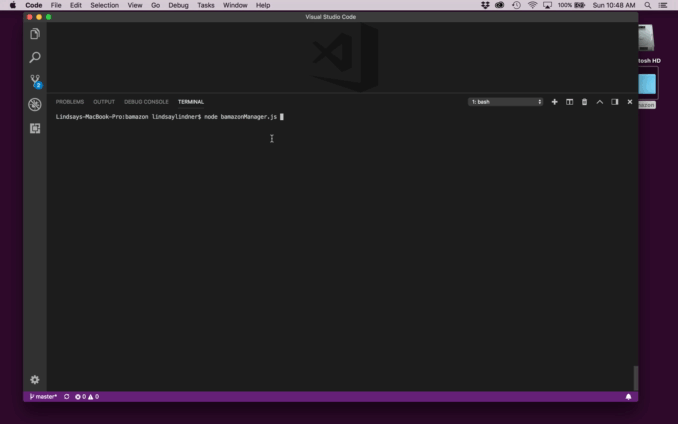 Code File Edit Selection View Go Debug Tasks Window Help 100% Sun 10:48 AM
Visual Studio Code
tosh HD
2
PROBLEMS OUTPUT DEBUG CONSOLE TERMINAL 1: bash
Lindsays-MacBook-Pro:bamazon lindsaylindner$ node bamazonManager.js
master* 0 0